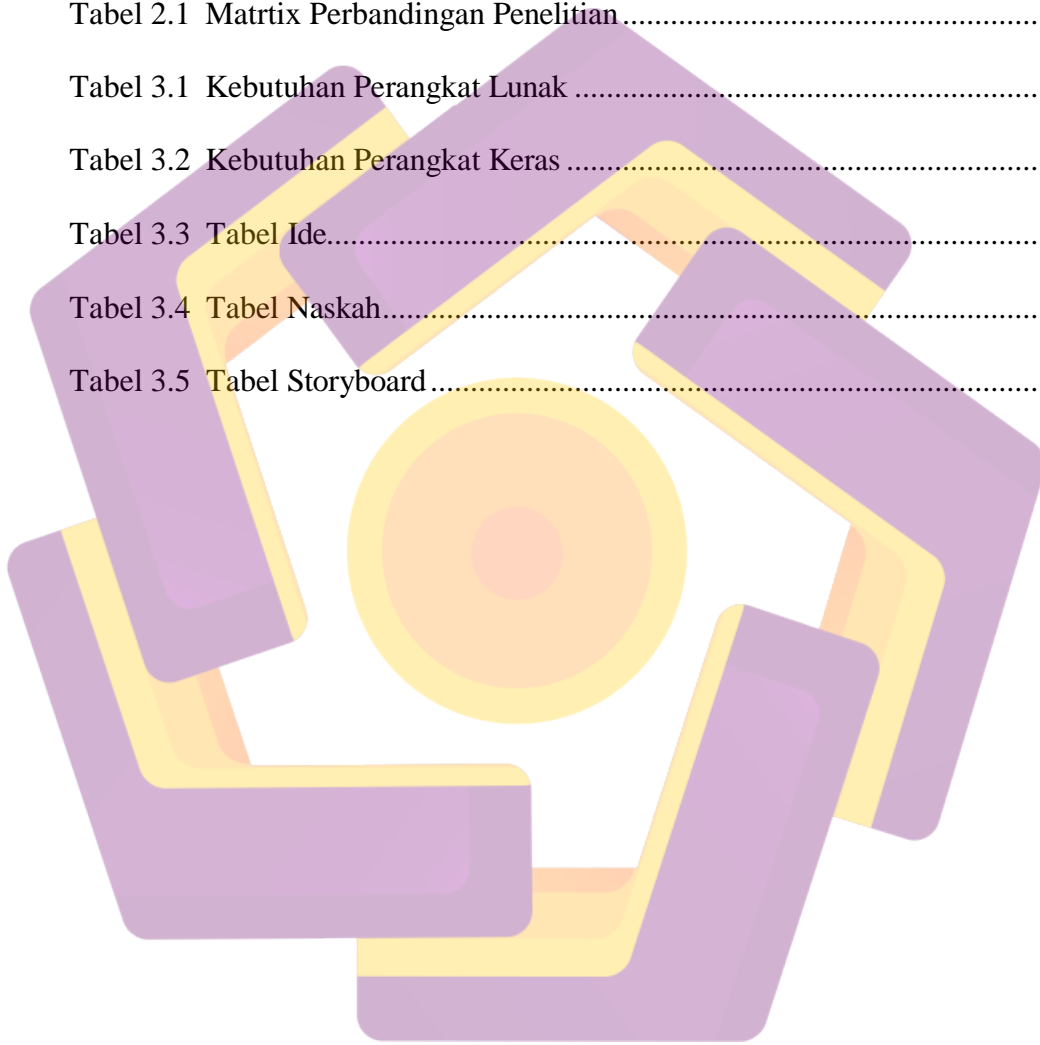 Tabel 2.1 Matrtix Perbandingan Penelitian......................................................
Tabel 3.1 Kebutuhan Perangkat Lunak............................................................
Tabel 3.2 Kebutuhan Perangkat Keras.............................................................
Tabel 3.3 Tabel Ide...........................................................................................
Tabel 3.4 Tabel Naskah....................................................................................
Tabel 3.5 Tabel Storyboard..............................................................................